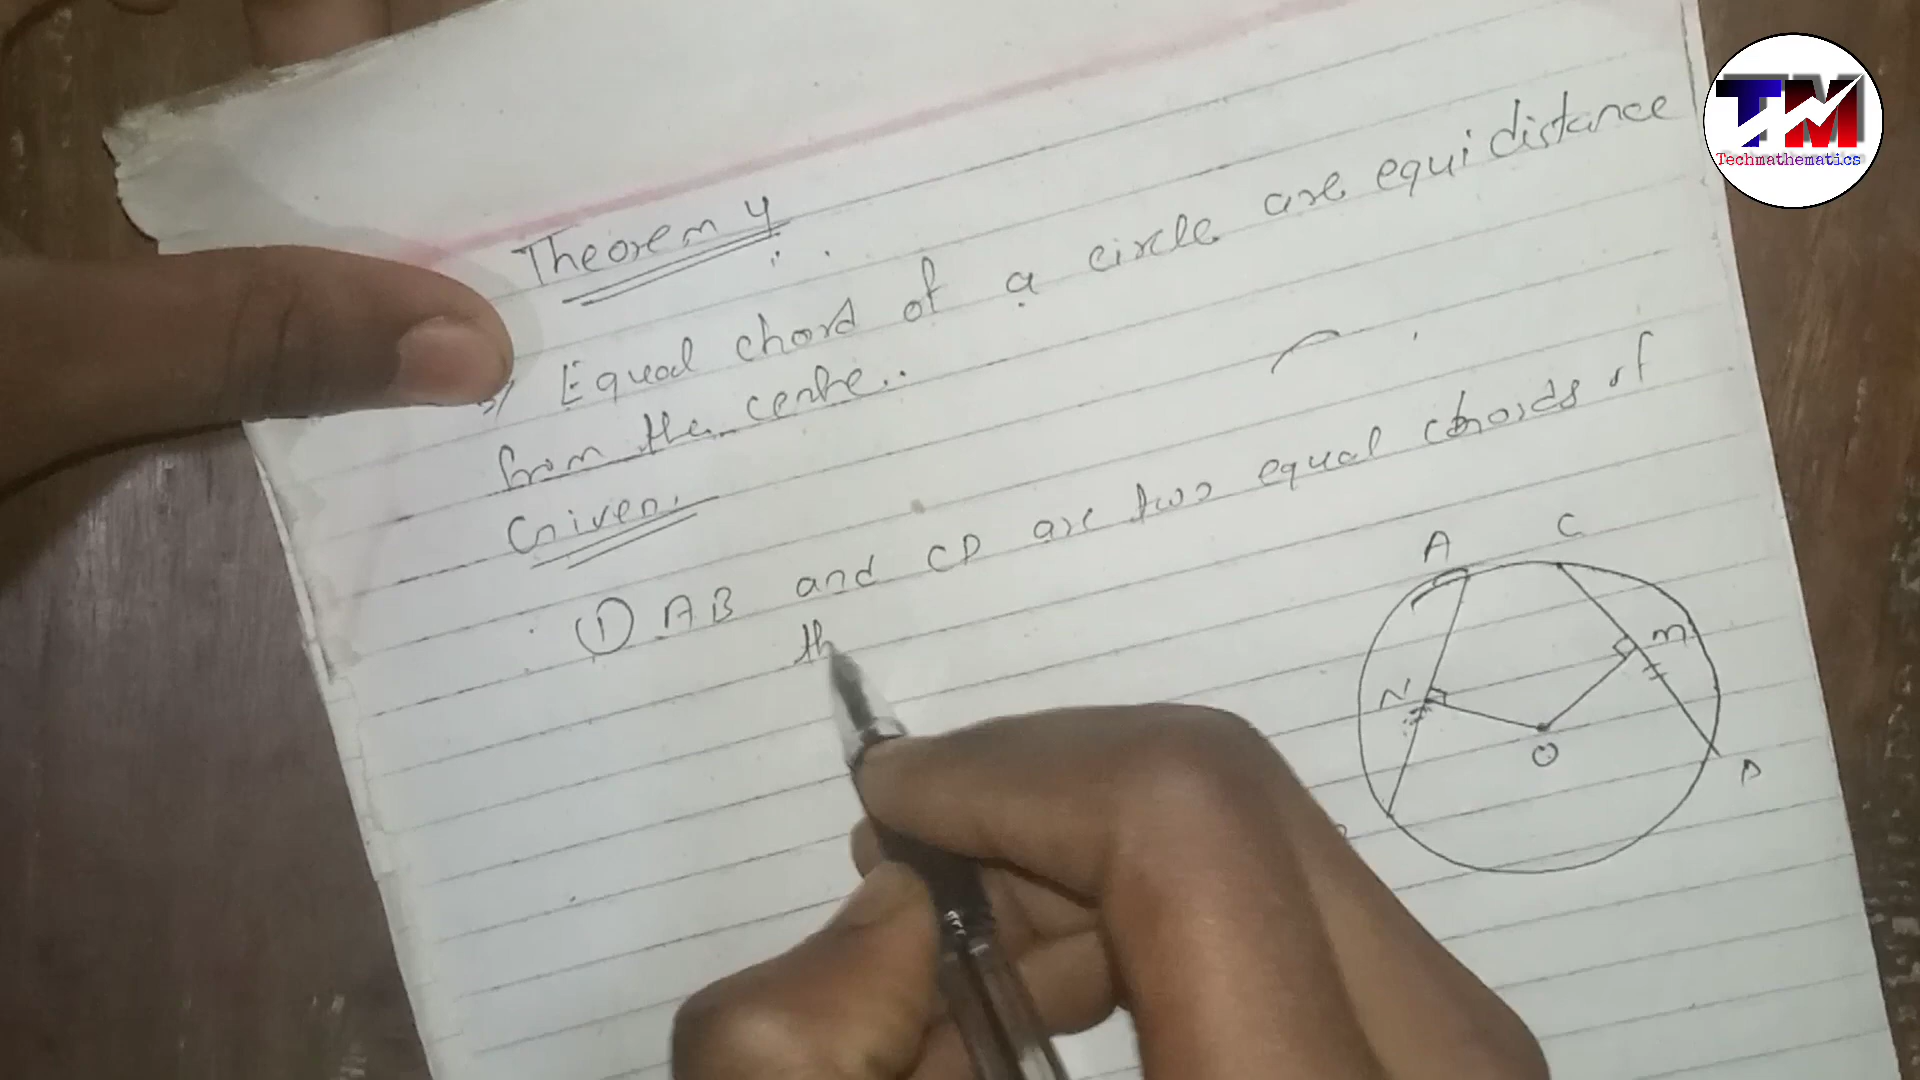 TM
Techmathematics
Theorem 4
Equal chord of a circle are equidistance
from the centre..
Given.
① AB and CD are two equal chords of
th
A
C
N
M
O
D